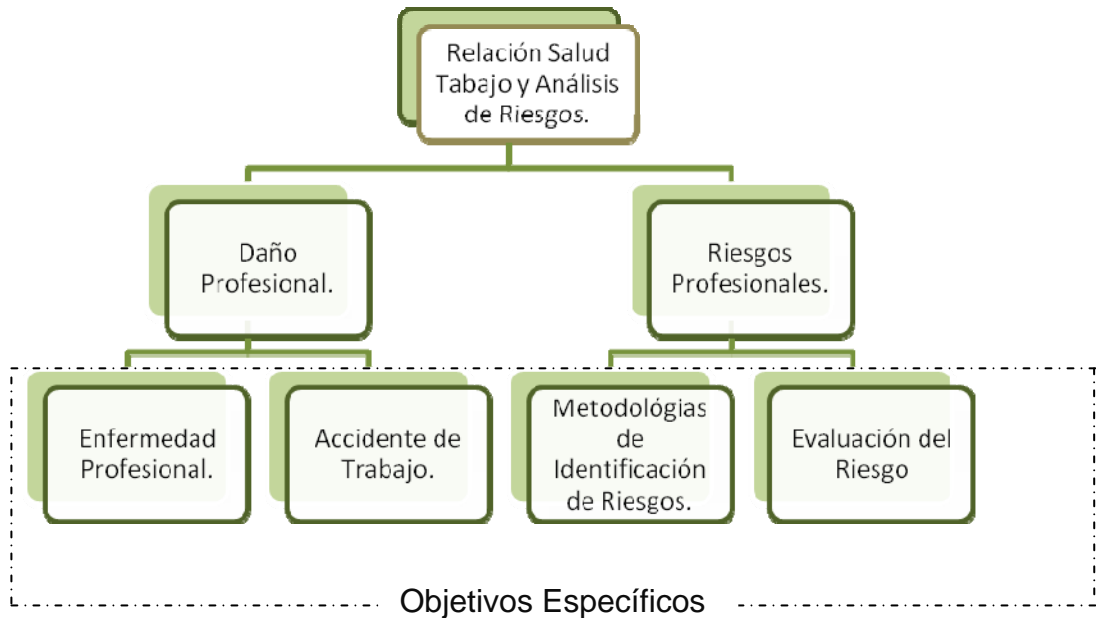 Relación Salud
Tabajo y Análisis
de Riesgos.
Daño
Profesional.
Riesgos
Profesionales.
Enfermedad
Profesional.
Accidente de
Trabajo.
Metodológias
de
Identificación
de Riesgos.
Evaluación del
Riesgo
Objetivos Específicos